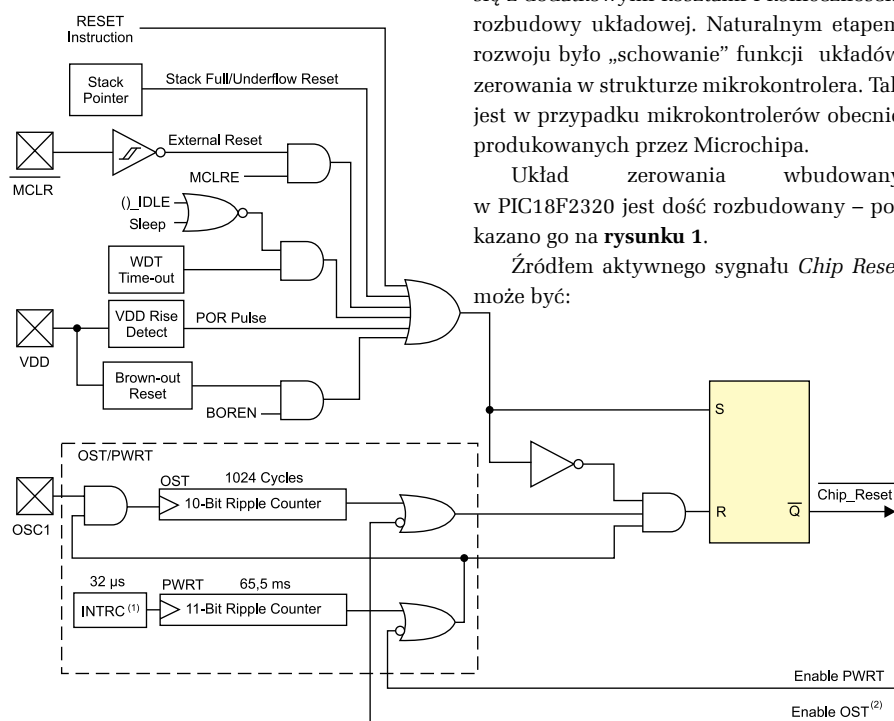 się z dodatkowymi kosztami i koniecznością
rozbudowy układowej. Naturalnym etapem
rozwoju było „schowanie” funkcji układów
zerowania w strukturze mikrokontrolera. Tak
jest w przypadku mikrokontrolerów obecnie
produkowanych przez Microchipa.
Układ zerowania wbudowany
w PIC18F2320 jest dość rozbudowany – po-
kazano go na rysunku 1.
Źródłem aktywnego sygnału Chip Rese
może być:
RESET
Instruction
Stack
Pointer
Stack Full/Underflow Reset
External Reset
MCLR
MCLRE
()_IDLE
Sleep
WDT
Time-out
VDD Rise
Detect
POR Pulse
VDD
Brown-out
Reset
BOREN
S
OST/PWRT
OST
1024 Cycles
10-Bit Ripple Counter
OSC1
R
Q
Chip_Reset
32 µs
PWRT
65,5 ms
INTRC (1)
11-Bit Ripple Counter
Enable PWRT
Enable OST(2)